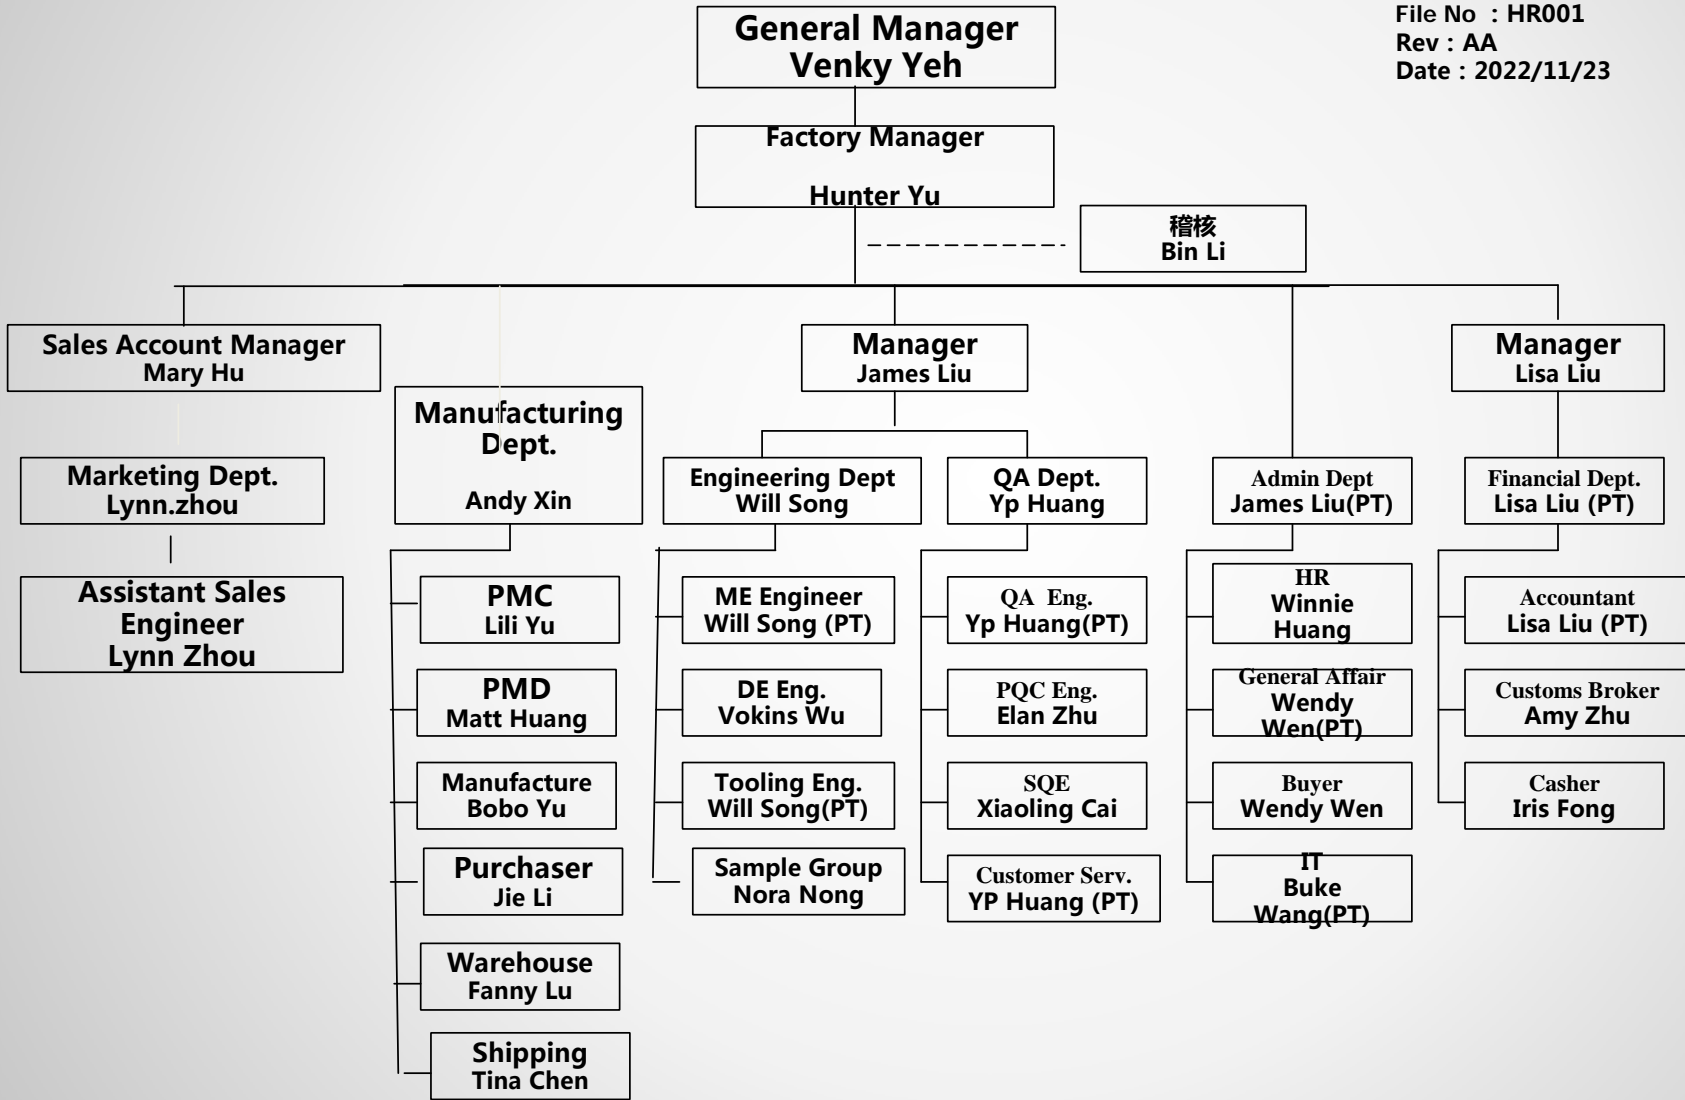 File No : HR001
Rev : AA
Date : 2022/11/23
General Manager
Venky Yeh
Factory Manager
Hunter Yu
稽核
Bin Li
Sales Account Manager
Mary Hu
Manager
James Liu
Manager
Lisa Liu
Manufacturing
Dept.
Andy Xin
Marketing Dept.
Lynn.zhou
Engineering Dept
Will Song
QA Dept.
Yp Huang
Admin Dept
James Liu(PT)
Financial Dept.
Lisa Liu (PT)
Assistant Sales
Engineer
Lynn Zhou
PMC
Lili Yu
ME Engineer
Will Song (PT)
QA Eng.
Yp Huang(PT)
HR
Winnie
Huang
Accountant
Lisa Liu (PT)
PMD
Matt Huang
DE Eng.
Vokins Wu
PQC Eng.
Elan Zhu
General Affair
Wendy
Wen(PT)
Customs Broker
Amy Zhu
Manufacture
Bobo Yu
Tooling Eng.
Will Song(PT)
SQE
Xiaoling Cai
Buyer
Wendy Wen
Casher
Iris Fong
Purchaser
Jie Li
Sample Group
Nora Nong
Customer Serv.
YP Huang (PT)
IT
Buke
Wang(PT)
Warehouse
Fanny Lu
Shipping
Tina Chen